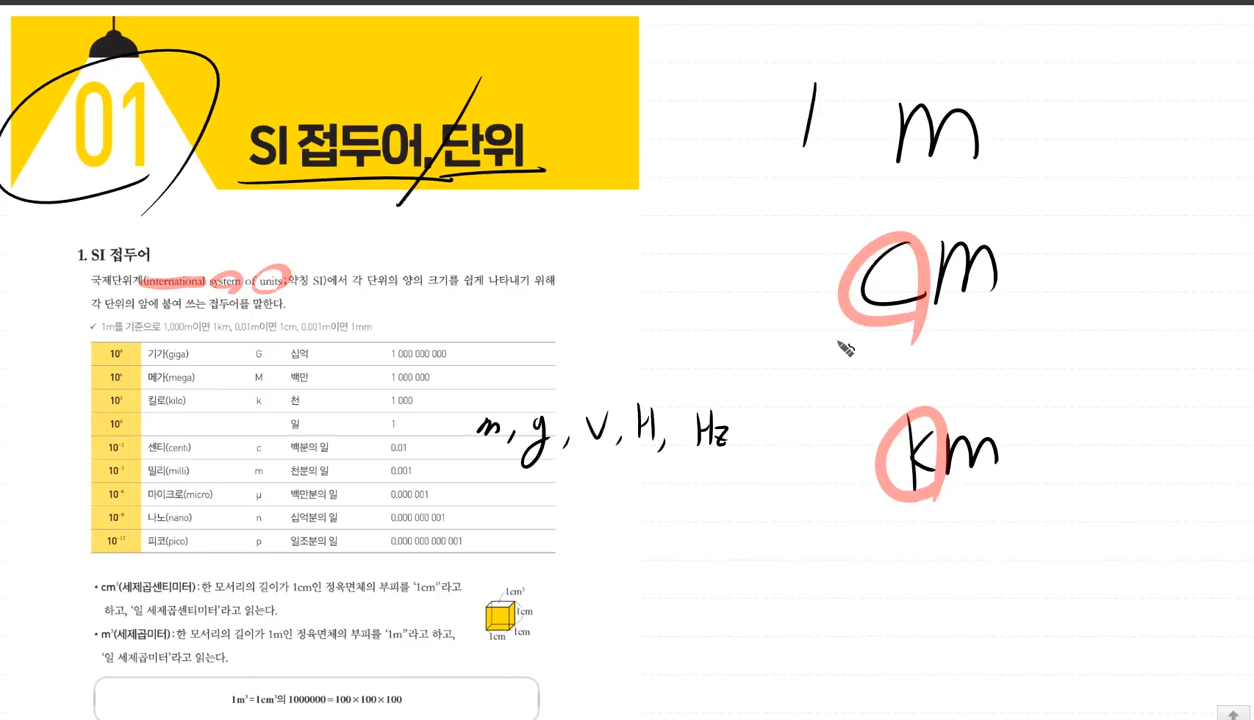 01
SI 접두어, 단위
1. SI 접두어
국제단위계(international system of units;약칭 SI)에서 각 단위의 양의 크기를 쉽게 나타내기 위해
각 단위의 앞에 붙여 쓰는 접두어를 말한다.
✓ 1m를 기준으로 1,000m이면 1km, 0.01m이면 1cm, 0.001m이면 1mm
10⁹ 기가(giga) G 십억 1 000 000 000
10⁶ 메가(mega) M 백만 1 000 000
10³ 킬로(kilo) k 천 1 000
10⁰ 일 1
10⁻² 센티(centi) c 백분의 일 0.01
10⁻³ 밀리(milli) m 천분의 일 0.001
10⁻⁶ 마이크로(micro) μ 백만분의 일 0.000 001
10⁻⁹ 나노(nano) n 십억분의 일 0.000 000 001
10⁻¹² 피코(pico) p 일조분의 일 0.000 000 000 001
• cm³(세제곱센티미터) : 한 모서리의 길이가 1cm인 정육면체의 부피를 '1cm³'라고
하고, '일 세제곱센티미터'라고 읽는다.
• m³(세제곱미터) : 한 모서리의 길이가 1m인 정육면체의 부피를 '1m³'라고 하고,
'일 세제곱미터'라고 읽는다.
1cm³
1cm
1cm
1cm
1m³=1cm³의 1000000=100×100×100
m, g, V, H, Hz
1 m
cm
km